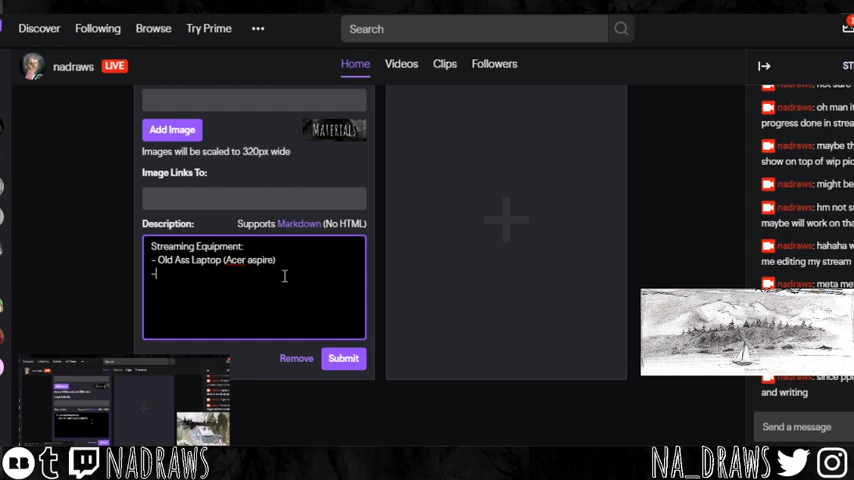 Discover Following Browse Try Prime ••• Search
nadraws LIVE Home Videos Clips Followers
Add Image MATERIALS
Images will be scaled to 320px wide
Image Links To:
Description: Supports Markdown (No HTML)
Streaming Equipment:
- Old Ass Laptop (Acer aspire)
-
Remove Submit
ST
nadraws: not sure
nadraws: oh man it
progress done in strea
nadraws: maybe th
show on top of wip pic
nadraws: might be
nadraws: hm not su
maybe will work on tha
nadraws: hahaha w
me editing my stream
nadraws: meta me
since pp
and writing
Send a message
NADRAWS NA_DRAWS